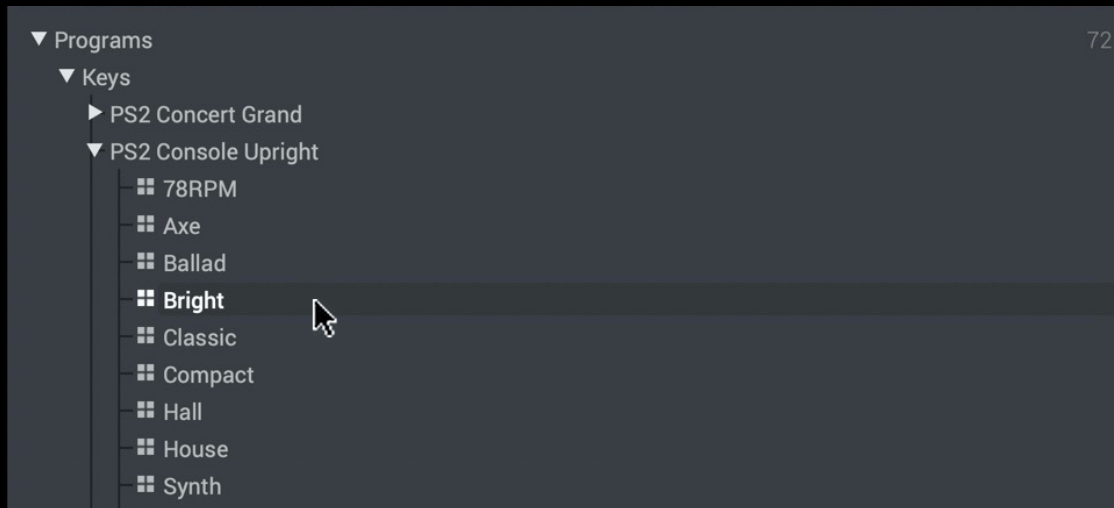 Programs 72
Keys
PS2 Concert Grand
PS2 Console Upright
78RPM
Axe
Ballad
Bright
Classic
Compact
Hall
House
Synth